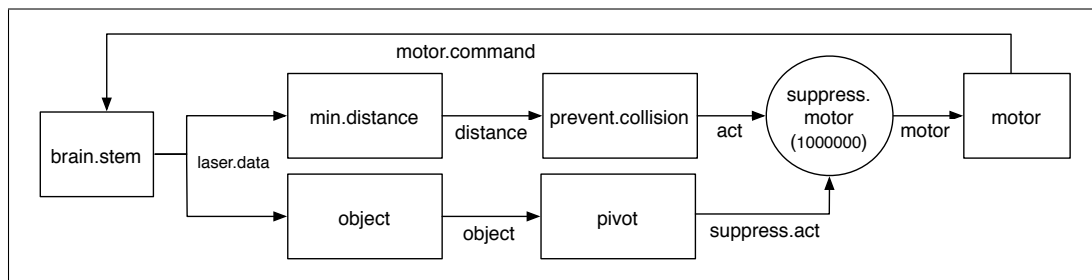 motor.command
brain.stem
laser.data
min.distance
distance
prevent.collision
act
suppress.
motor
(1000000)
motor
motor
object
object
pivot
suppress.act